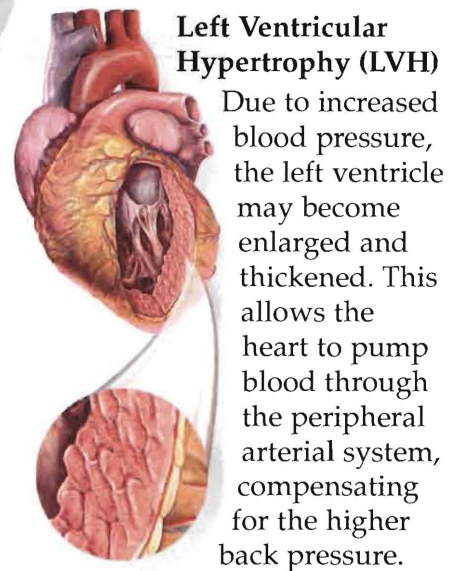 Left Ventricular
Hypertrophy (LVH)
Due to increased
blood pressure,
the left ventricle
may become
enlarged and
thickened. This
allows the
heart to pump
blood through
the peripheral
arterial system,
compensating
for the higher
back pressure.